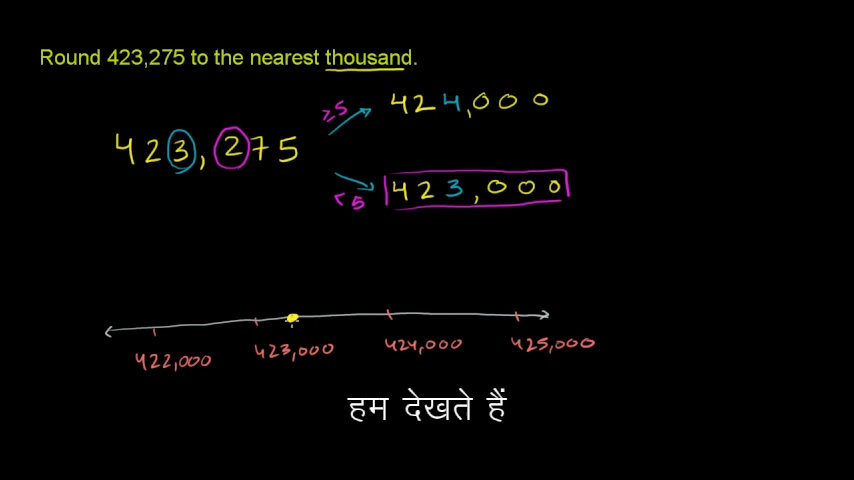 Round 423,275 to the nearest thousand.
≥5 424,000
423,275
<5 423,000
422,000 423,000 424,000 425,000
हम देखते हैं